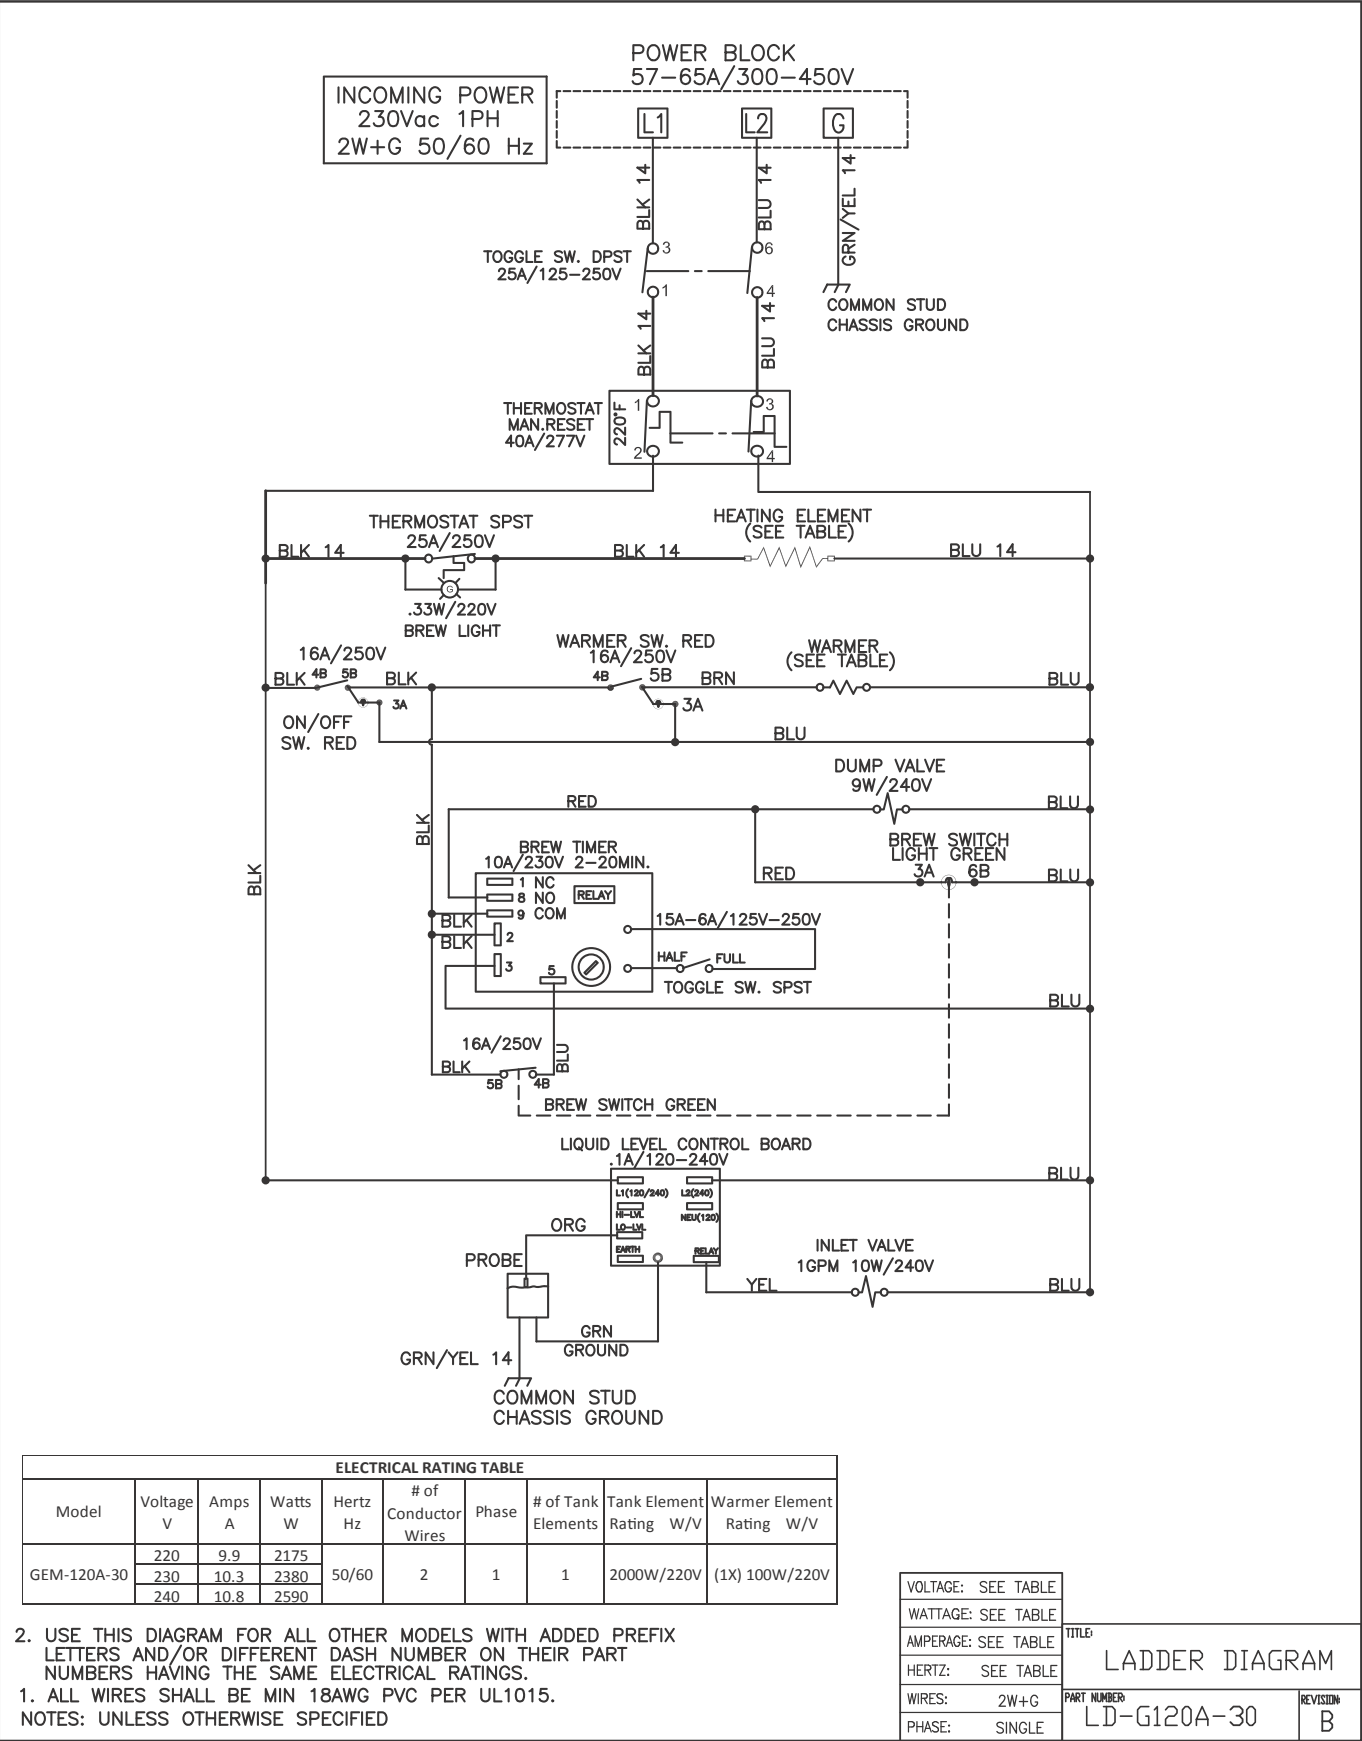 POWER BLOCK
57-65A/300-450V
INCOMING POWER
230Vac 1PH
2W+G 50/60 Hz
L1
L2
G
BLK 14
BLU 14
GRN/YEL 14
TOGGLE SW. DPST
25A/125-250V
3
6
1
4
COMMON STUD
CHASSIS GROUND
BLK 14
BLU 14
THERMOSTAT
MAN.RESET
40A/277V
220°F
1
3
2
4
THERMOSTAT SPST
25A/250V
HEATING ELEMENT
(SEE TABLE)
BLK 14
BLK 14
BLU 14
G
.33W/220V
BREW LIGHT
16A/250V
WARMER SW. RED
16A/250V
WARMER
(SEE TABLE)
BLK
4B
5B
BLK
4B
5B
BRN
BLU
3A
3A
ON/OFF
SW. RED
BLU
DUMP VALVE
9W/240V
RED
BLU
BLK
BREW SWITCH
LIGHT GREEN
BREW TIMER
10A/230V 2-20MIN.
RED
3A
6B
BLU
BLK
1 NC
8 NO
RELAY
9 COM
BLK
BLK
2
15A-6A/125V-250V
3
5
HALF
FULL
TOGGLE SW. SPST
BLU
16A/250V
BLU
BLK
5B
4B
BREW SWITCH GREEN
LIQUID LEVEL CONTROL BOARD
.1A/120-240V
BLU
L1(120/240)
L2(240)
HI-LVL
NEU(120)
LO-LVL
ORG
EARTH
RELAY
PROBE
INLET VALVE
1GPM 10W/240V
YEL
BLU
GRN
GROUND
GRN/YEL 14
COMMON STUD
CHASSIS GROUND
ELECTRICAL RATING TABLE
Model
Voltage V
Amps A
Watts W
Hertz Hz
# of Conductor Wires
Phase
# of Tank Elements
Tank Element Rating W/V
Warmer Element Rating W/V
220 9.9 2175
GEM-120A-30 230 10.3 2380 50/60 2 1 1 2000W/220V (1X) 100W/220V
240 10.8 2590
2. USE THIS DIAGRAM FOR ALL OTHER MODELS WITH ADDED PREFIX
LETTERS AND/OR DIFFERENT DASH NUMBER ON THEIR PART
NUMBERS HAVING THE SAME ELECTRICAL RATINGS.
1. ALL WIRES SHALL BE MIN 18AWG PVC PER UL1015.
NOTES: UNLESS OTHERWISE SPECIFIED
VOLTAGE: SEE TABLE
WATTAGE: SEE TABLE
AMPERAGE: SEE TABLE
HERTZ: SEE TABLE
WIRES: 2W+G
PHASE: SINGLE
TITLE:
LADDER DIAGRAM
PART NUMBER:
LD-G120A-30
REVISION:
B